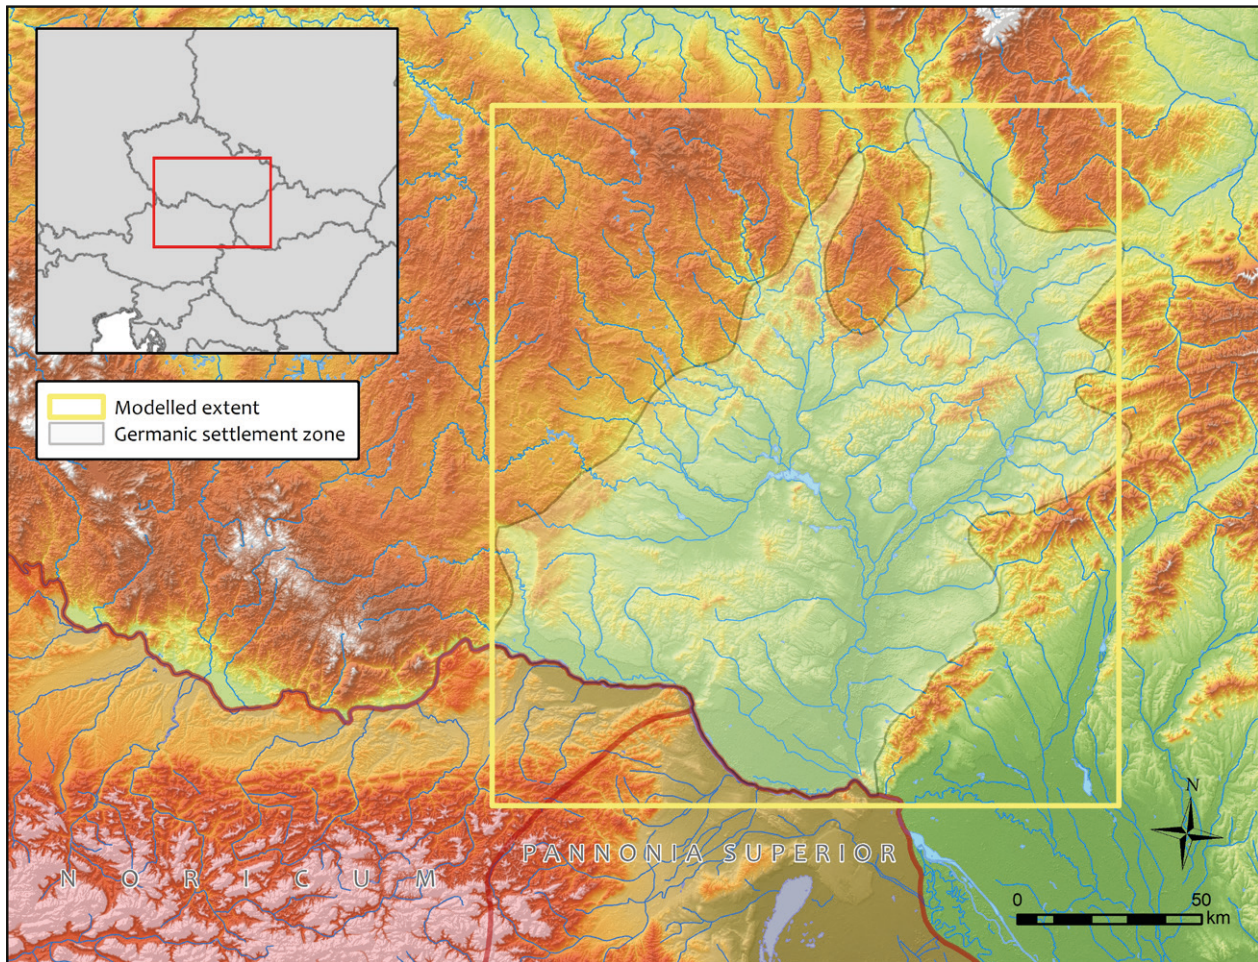 Modelled extent
Germanic settlement zone
N
PANNONIA SUPERIOR
NORICUM
0 50
km